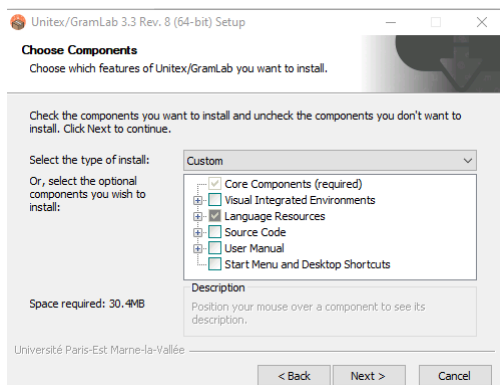 Unitex/GramLab 3.3 Rev. 8 (64-bit) Setup
Choose Components
Choose which features of Unitex/GramLab you want to install.
Check the components you want to install and uncheck the components you don't want to
install. Click Next to continue.
Select the type of install:
Custom
Or, select the optional
components you wish to
install:
Core Components (required)
Visual Integrated Environments
Language Resources
Source Code
User Manual
Start Menu and Desktop Shortcuts
Space required: 30.4MB
Description
Position your mouse over a component to see its
description.
Université Paris-Est Marne-la-Vallée
< Back
Next >
Cancel